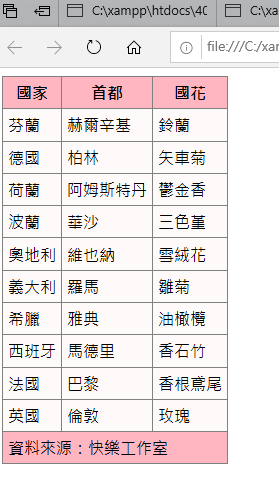 C:\xampp\htdocs\40
C:\xa
file:///C:/xar
國家 首都 國花
芬蘭 赫爾辛基 鈴蘭
德國 柏林 矢車菊
荷蘭 阿姆斯特丹 鬱金香
波蘭 華沙 三色堇
奧地利 維也納 雪絨花
義大利 羅馬 雛菊
希臘 雅典 油橄欖
西班牙 馬德里 香石竹
法國 巴黎 香根鳶尾
英國 倫敦 玫瑰
資料來源：快樂工作室